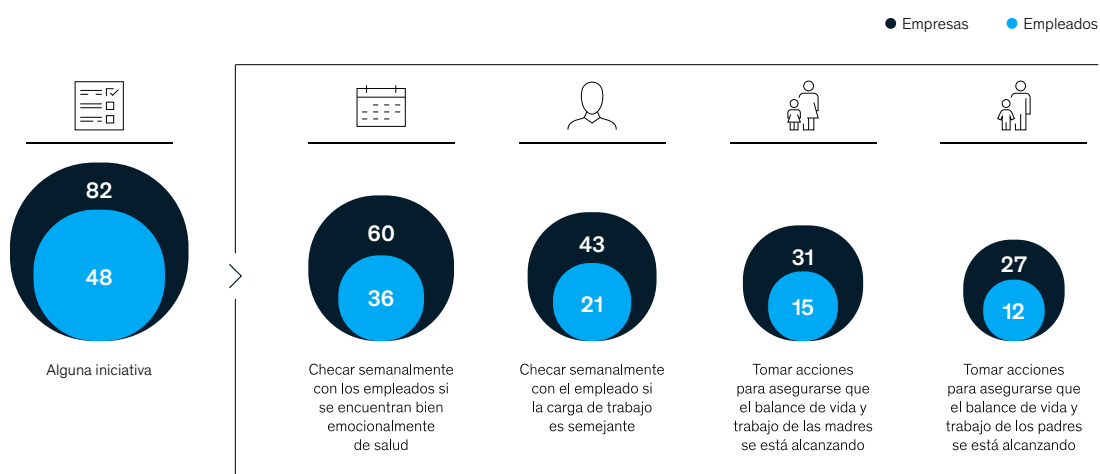 Empresas
Empleados
82
48
Alguna iniciativa
60
36
Checar semanalmente
con los empleados si
se encuentran bien
emocionalmente
de salud
43
21
Checar semanalmente
con el empleado si
la carga de trabajo
es semejante
31
15
Tomar acciones
para asegurarse que
el balance de vida y
trabajo de las madres
se está alcanzando
27
12
Tomar acciones
para asegurarse que
el balance de vida y
trabajo de los padres
se está alcanzando